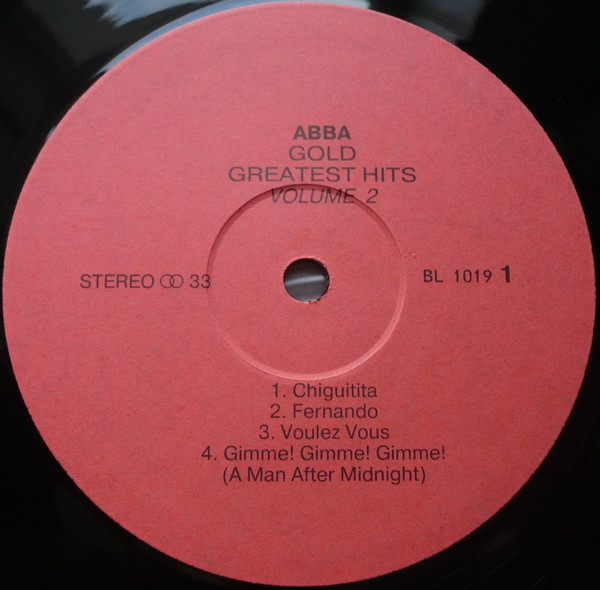 ABBA
GOLD
GREATEST HITS
VOLUME 2
STEREO ꝏ 33
BL 1019 1
1. Chiguitita
2. Fernando
3. Voulez Vous
4. Gimme! Gimme! Gimme!
(A Man After Midnight)